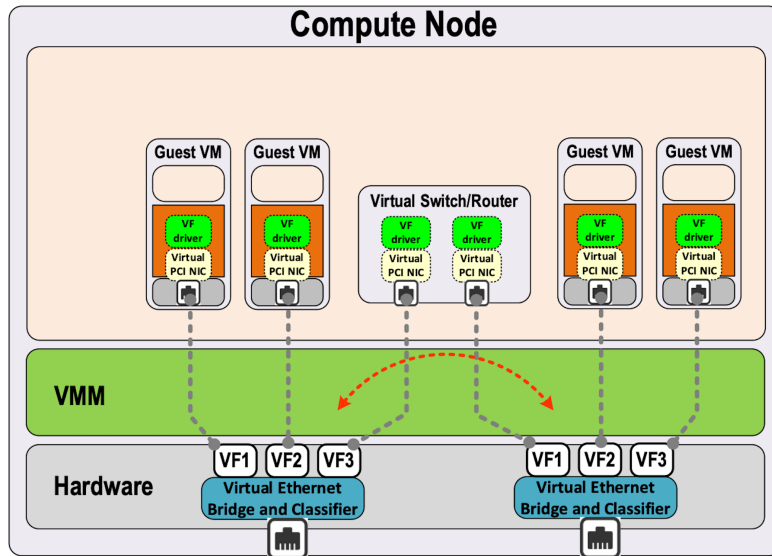 Compute Node
Guest VM
VF
driver
Virtual
PCI NIC
Guest VM
VF
driver
Virtual
PCI NIC
Virtual Switch/Router
VF
driver
Virtual
PCI NIC
VF
driver
Virtual
PCI NIC
Guest VM
VF
driver
Virtual
PCI NIC
Guest VM
VF
driver
Virtual
PCI NIC
VMM
Hardware
VF1
VF2
VF3
Virtual Ethernet
Bridge and Classifier
VF1
VF2
VF3
Virtual Ethernet
Bridge and Classifier